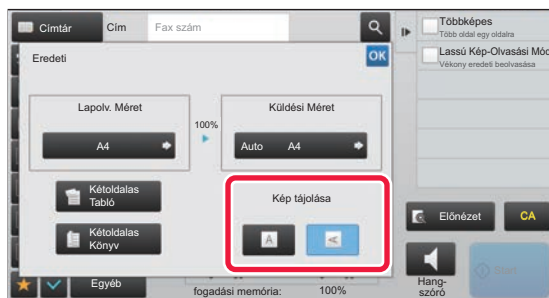 Címtár
Cím
Fax szám
Többképes
Több oldal egy oldalra
Lassú Kép-Olvasási Mód
Vékony eredeti beolvasása
Eredeti
OK
Lapolv. Méret
100%
Küldési Méret
A4
Auto A4
Kétoldalas
Tabló
Kép tájolása
Kétoldalas
Könyv
A
A
Előnézet
CA
Egyéb
fogadási memória: 100%
Hang-
szóró
Start